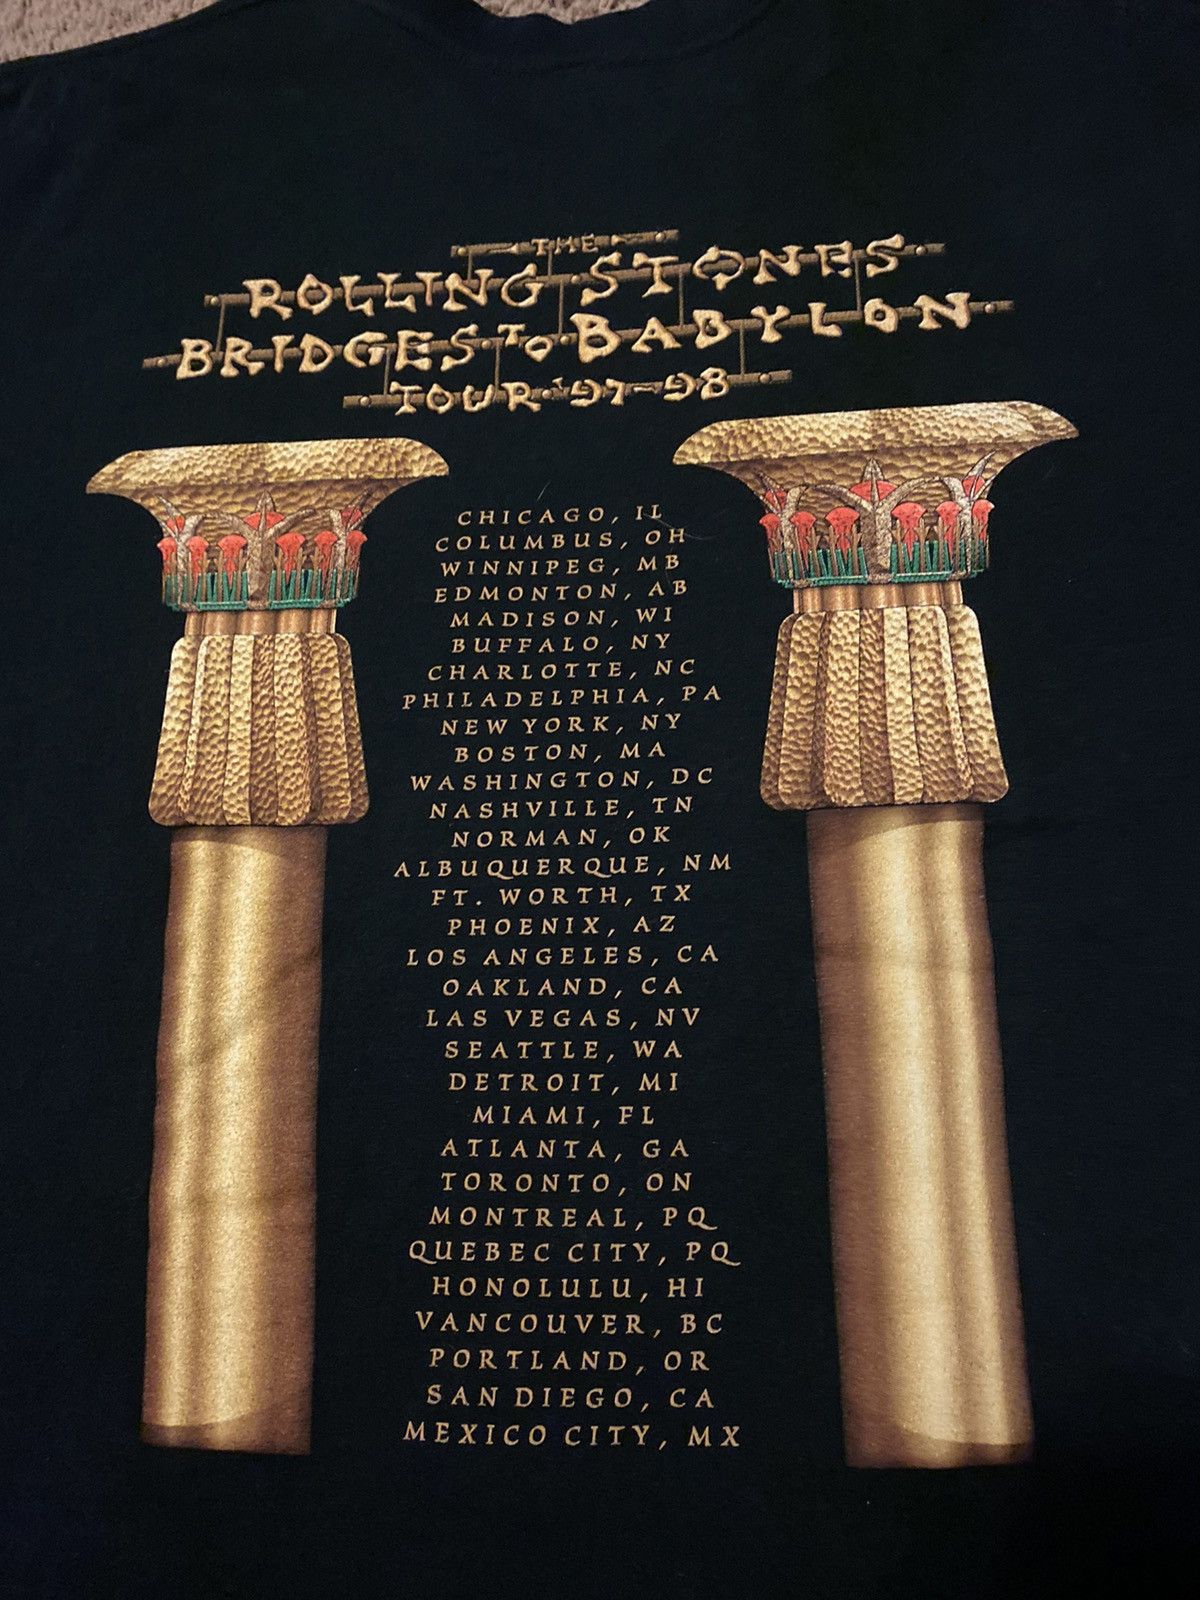 THE
ROLLING STONES
BRIDGES TO BABYLON
TOUR '97-98
CHICAGO, IL
COLUMBUS, OH
WINNIPEG, MB
EDMONTON, AB
MADISON, WI
BUFFALO, NY
CHARLOTTE, NC
PHILADELPHIA, PA
NEW YORK, NY
BOSTON, MA
WASHINGTON, DC
NASHVILLE, TN
NORMAN, OK
ALBUQUERQUE, NM
FT. WORTH, TX
PHOENIX, AZ
LOS ANGELES, CA
OAKLAND, CA
LAS VEGAS, NV
SEATTLE, WA
DETROIT, MI
MIAMI, FL
ATLANTA, GA
TORONTO, ON
MONTREAL, PQ
QUEBEC CITY, PQ
HONOLULU, HI
VANCOUVER, BC
PORTLAND, OR
SAN DIEGO, CA
MEXICO CITY, MX